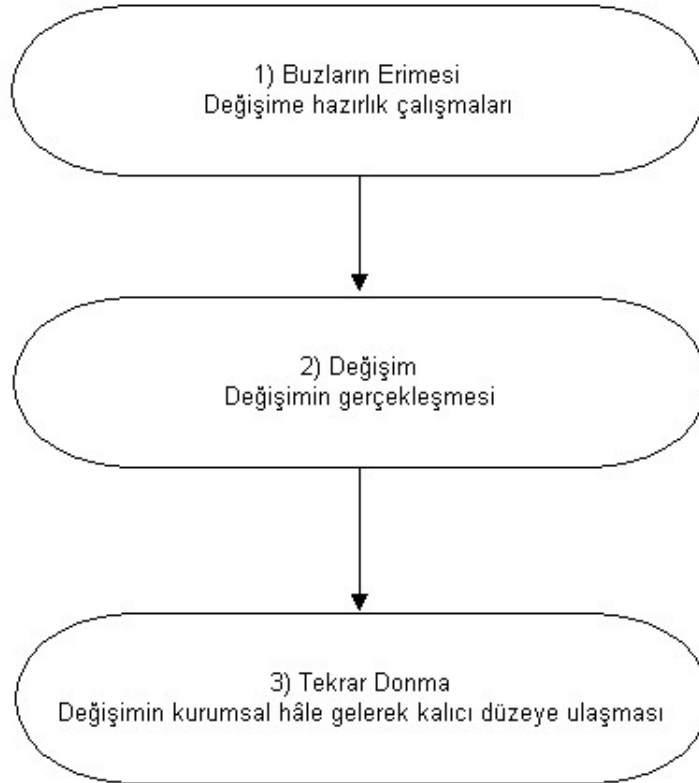 1) Buzların Erimesi
Değişime hazırlık çalışmaları
2) Değişim
Değişimin gerçekleşmesi
3) Tekrar Donma
Değişimin kurumsal hâle gelerek kalıcı düzeye ulaşması